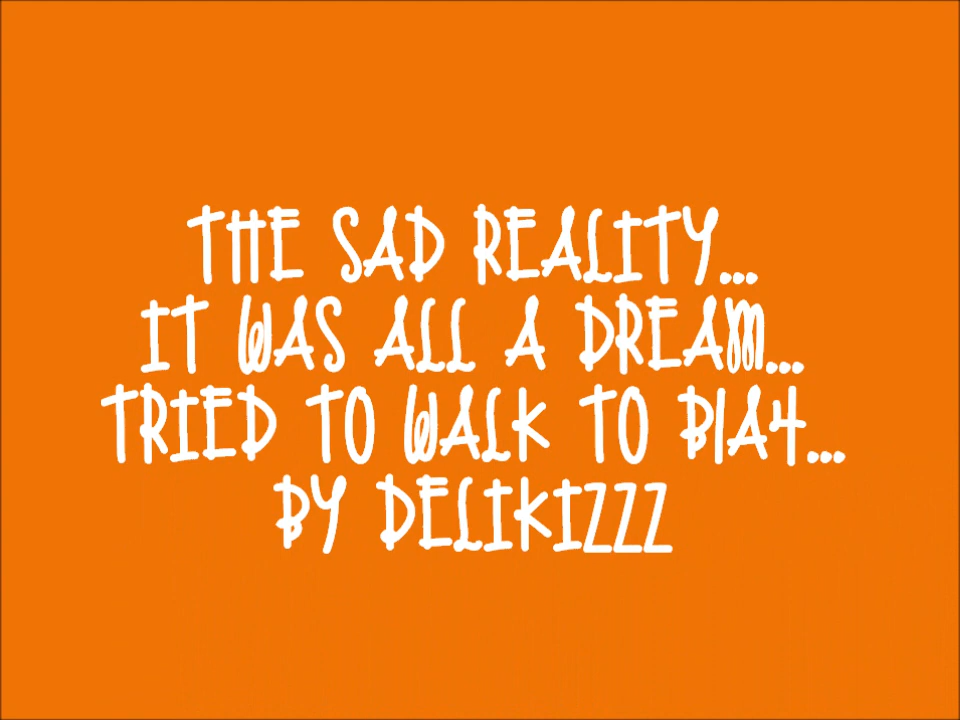 THE SAD REALITY...
IT WAS ALL A DREAM...
TRIED TO WALK TO B1A4...
BY DELIKIZZZ